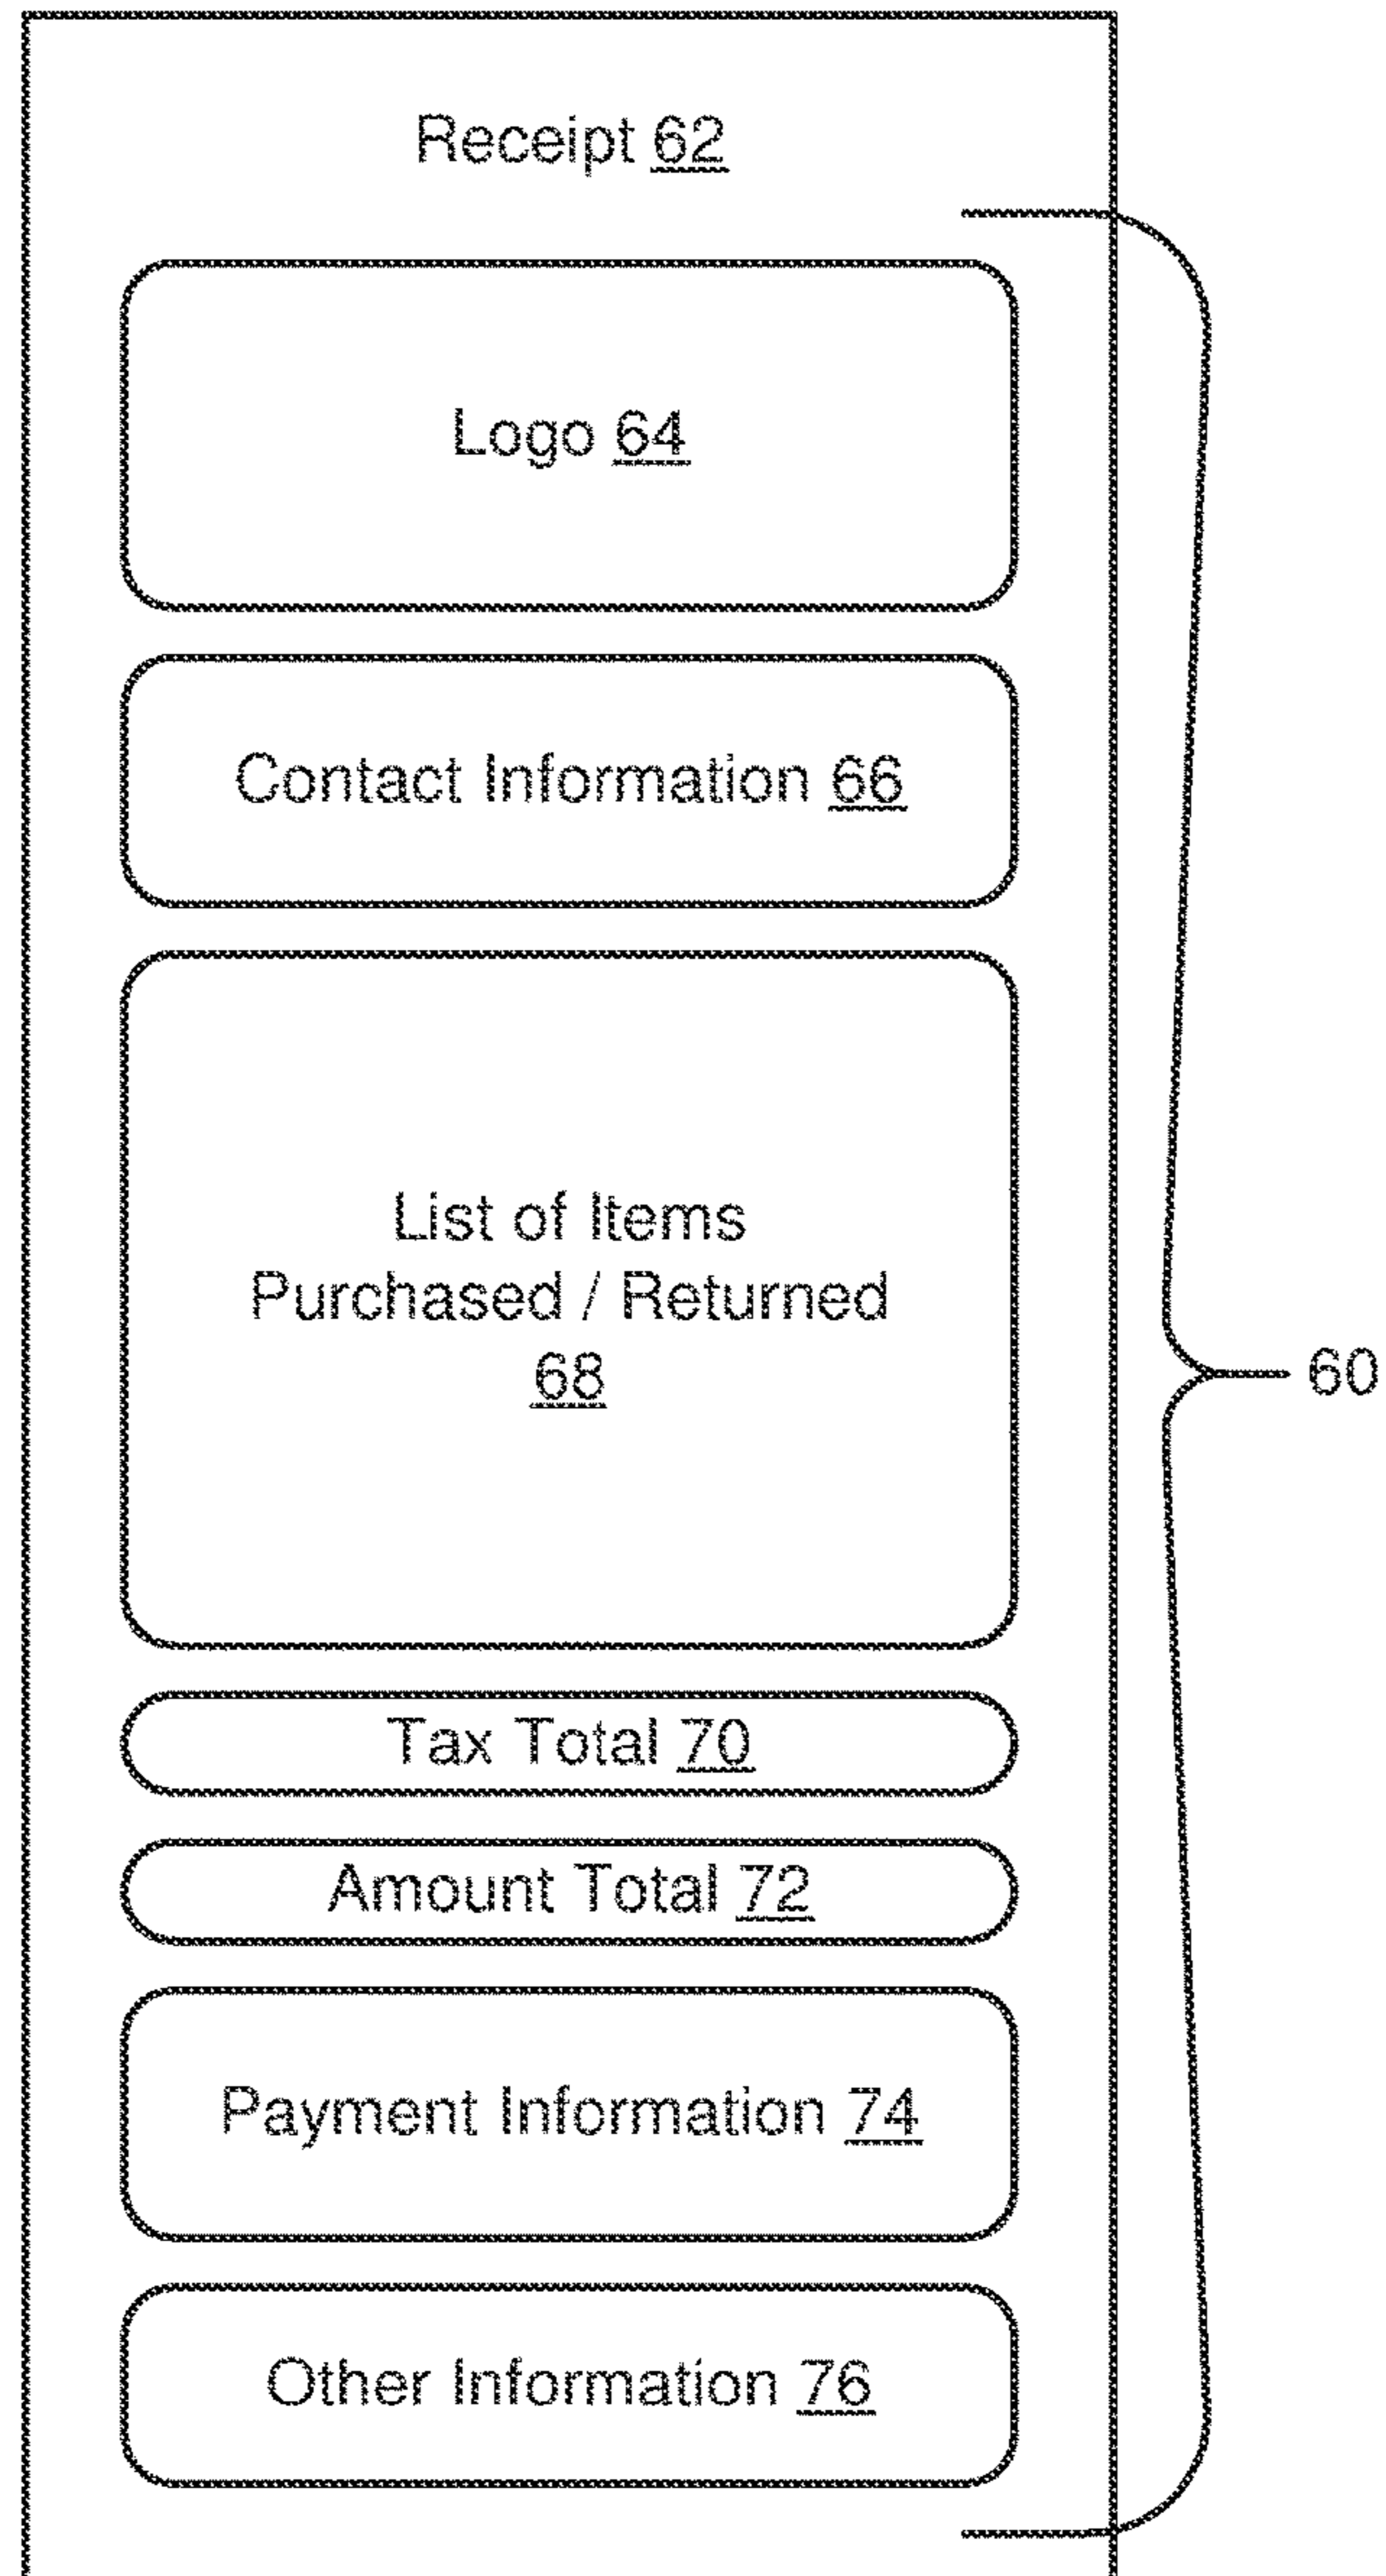 Receipt 62
Logo 64
Contact Information 66
List of Items
Purchased / Returned
68
60
Tax Total 70
Amount Total 72
Payment Information 74
Other Information 76